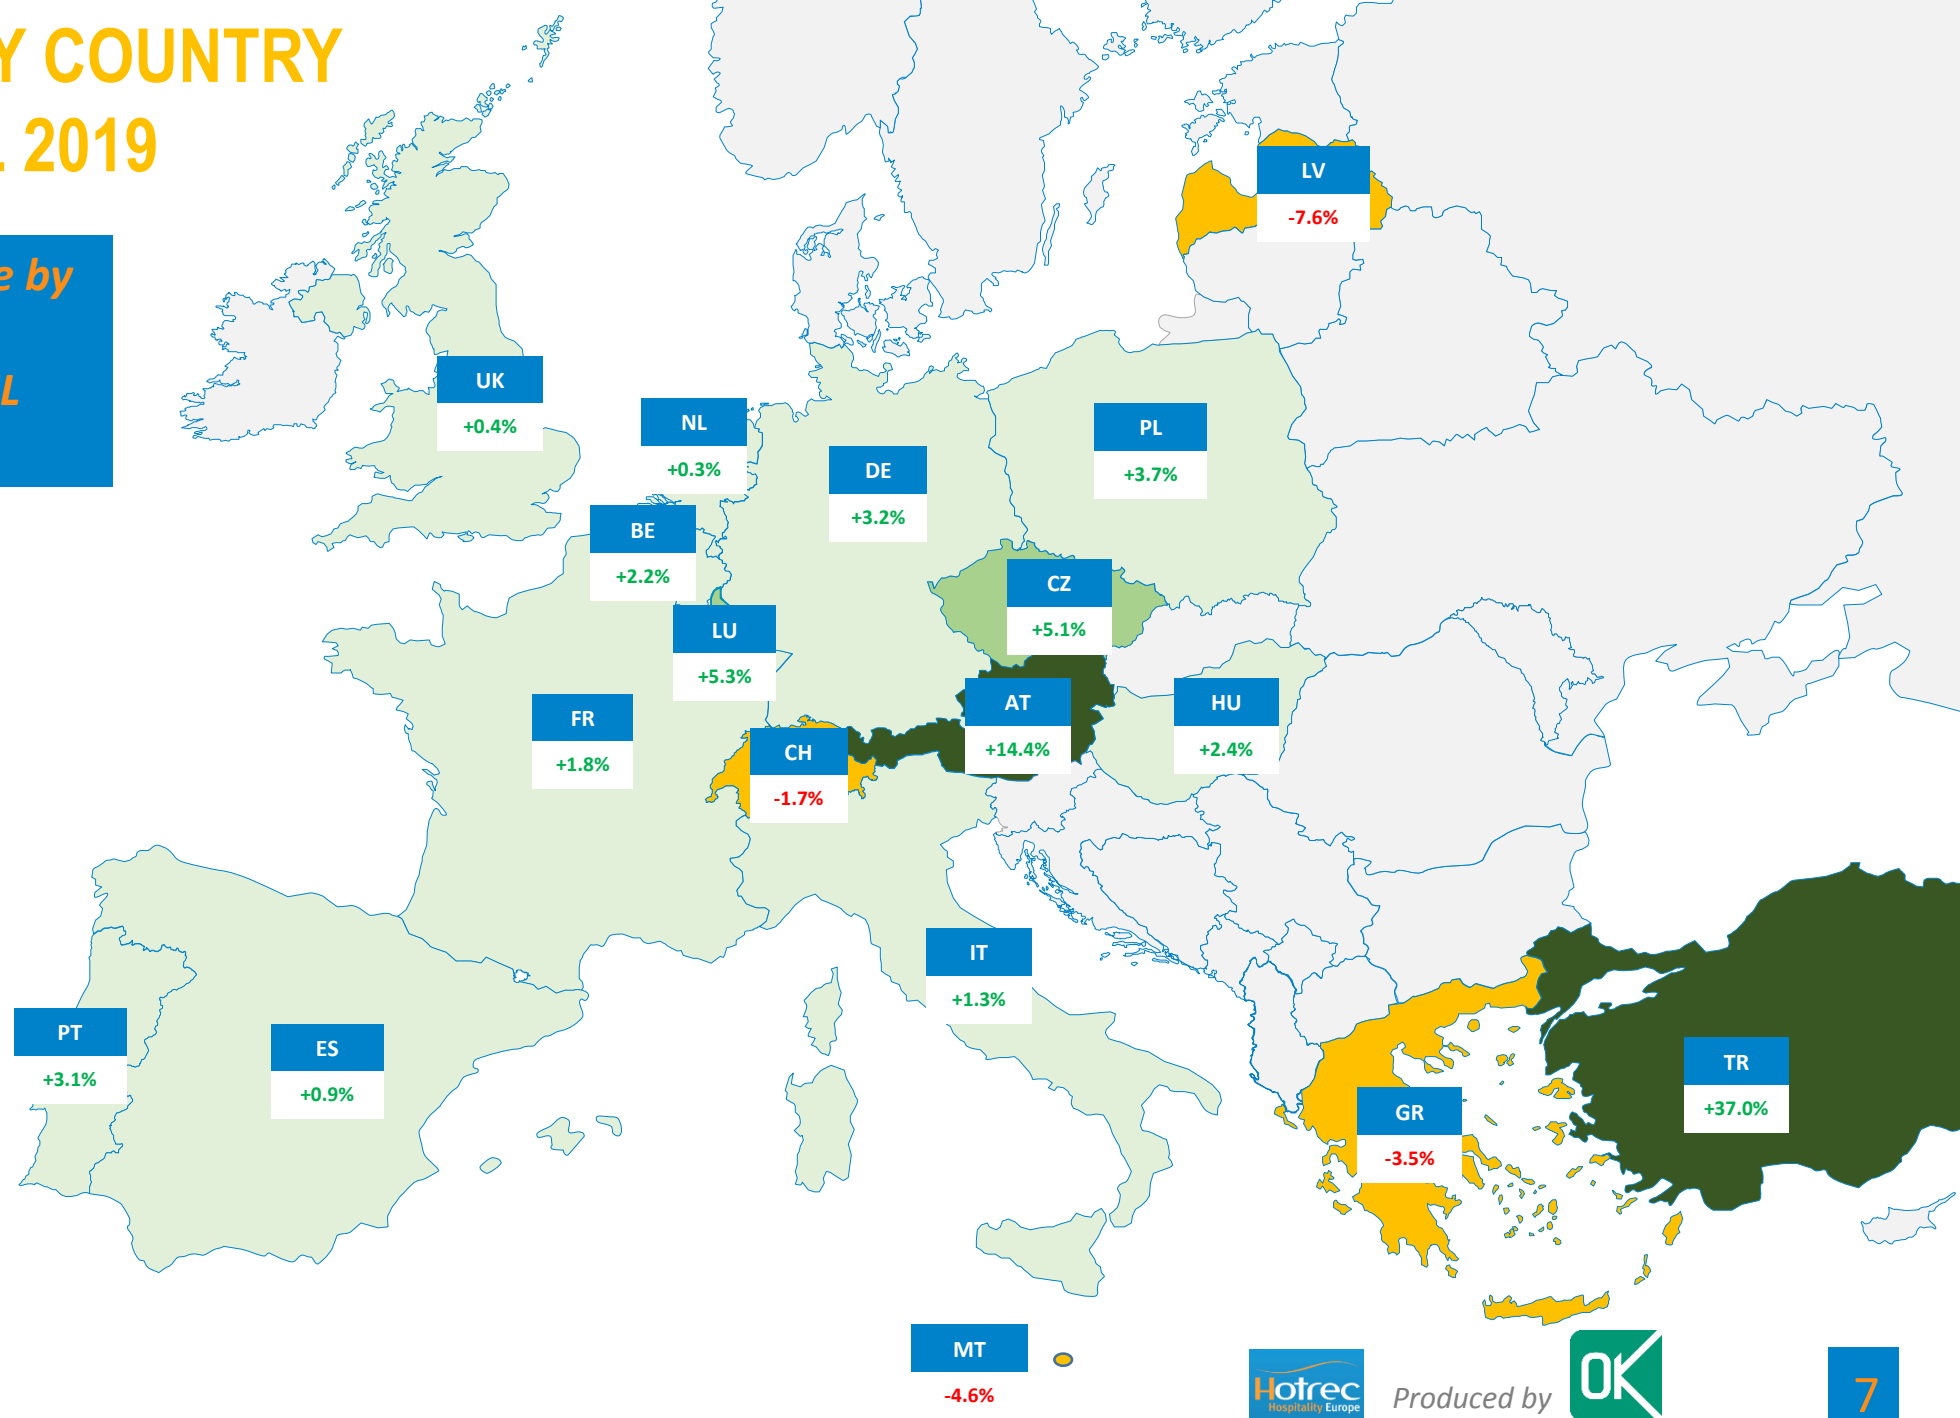 Y COUNTRY
L 2019
e by
L
LV
-7.6%
UK
+0.4%
NL
+0.3%
PL
+3.7%
DE
+3.2%
BE
+2.2%
CZ
+5.1%
LU
+5.3%
AT
+14.4%
HU
+2.4%
FR
+1.8%
CH
-1.7%
IT
+1.3%
PT
+3.1%
ES
+0.9%
TR
+37.0%
GR
-3.5%
MT
-4.6%
Hotrec
Hospitality Europe
Produced by
OK
7